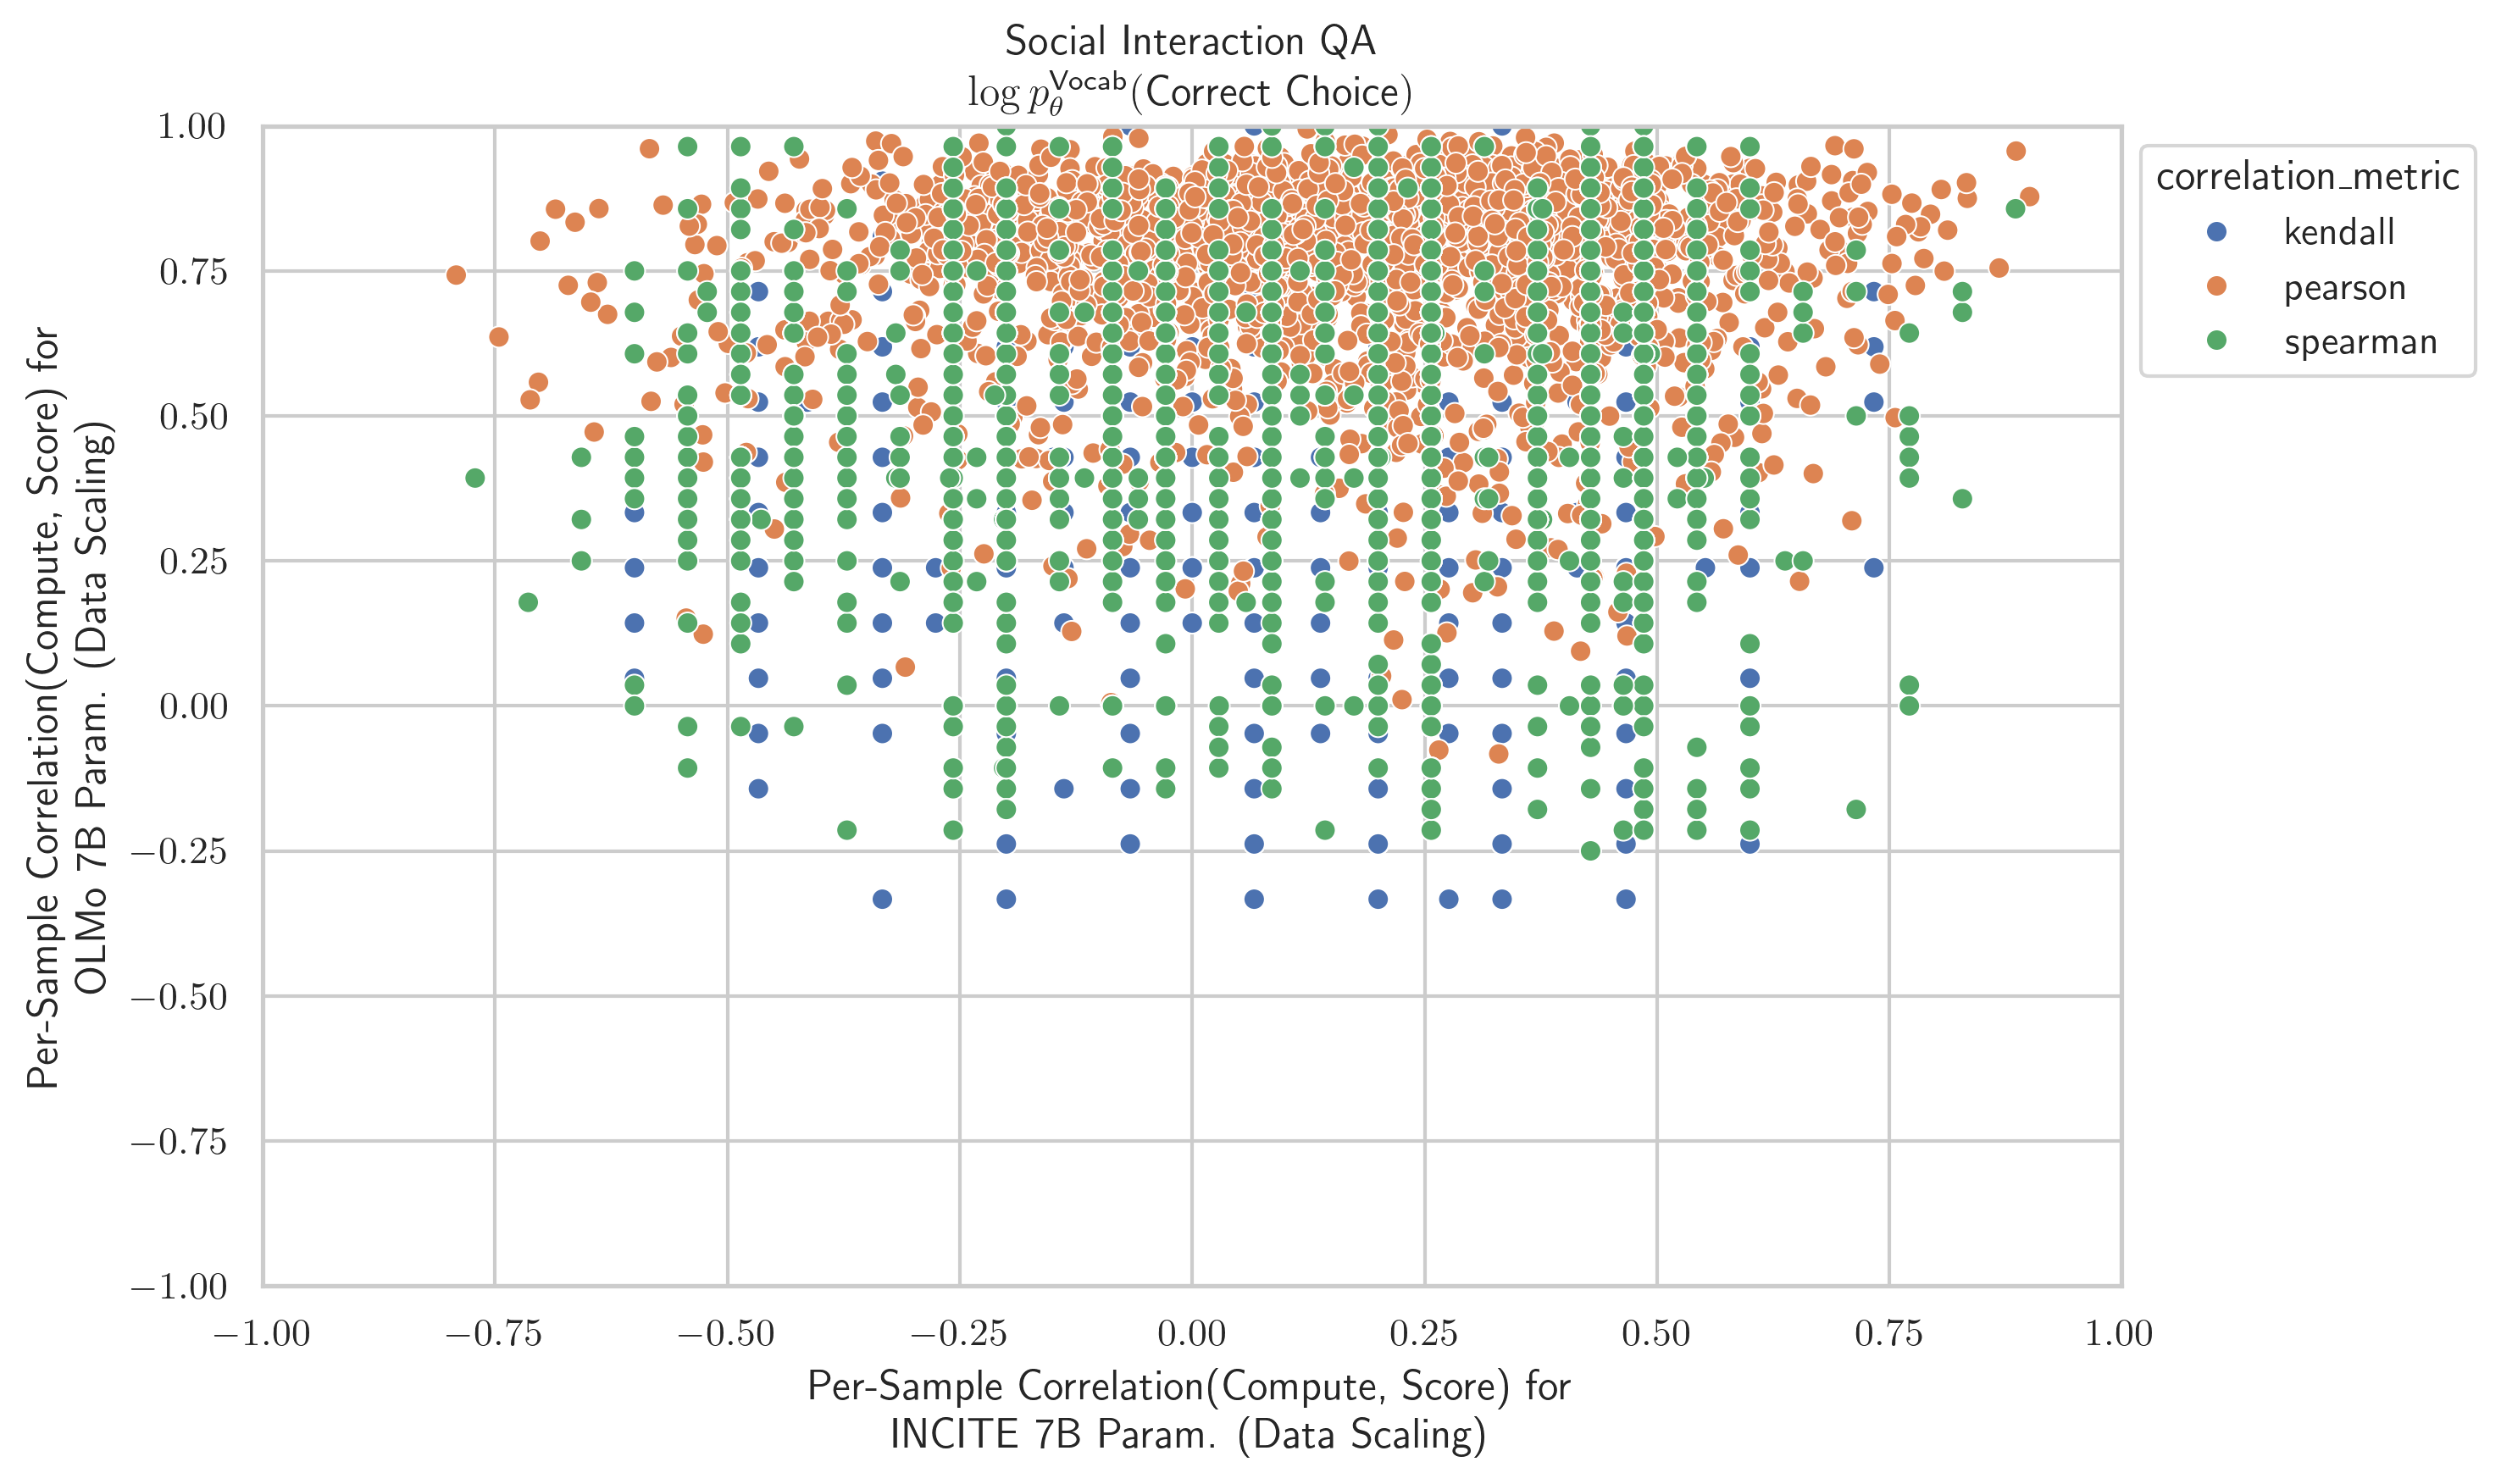 Social Interaction QA
log p_θ^Vocab(Correct Choice)
1.00
0.75
0.50
0.25
0.00
−0.25
−0.50
−0.75
−1.00
Per-Sample Correlation(Compute, Score) for
OLMo 7B Param. (Data Scaling)
−1.00 −0.75 −0.50 −0.25 0.00 0.25 0.50 0.75 1.00
Per-Sample Correlation(Compute, Score) for
INCITE 7B Param. (Data Scaling)
correlation_metric
kendall
pearson
spearman